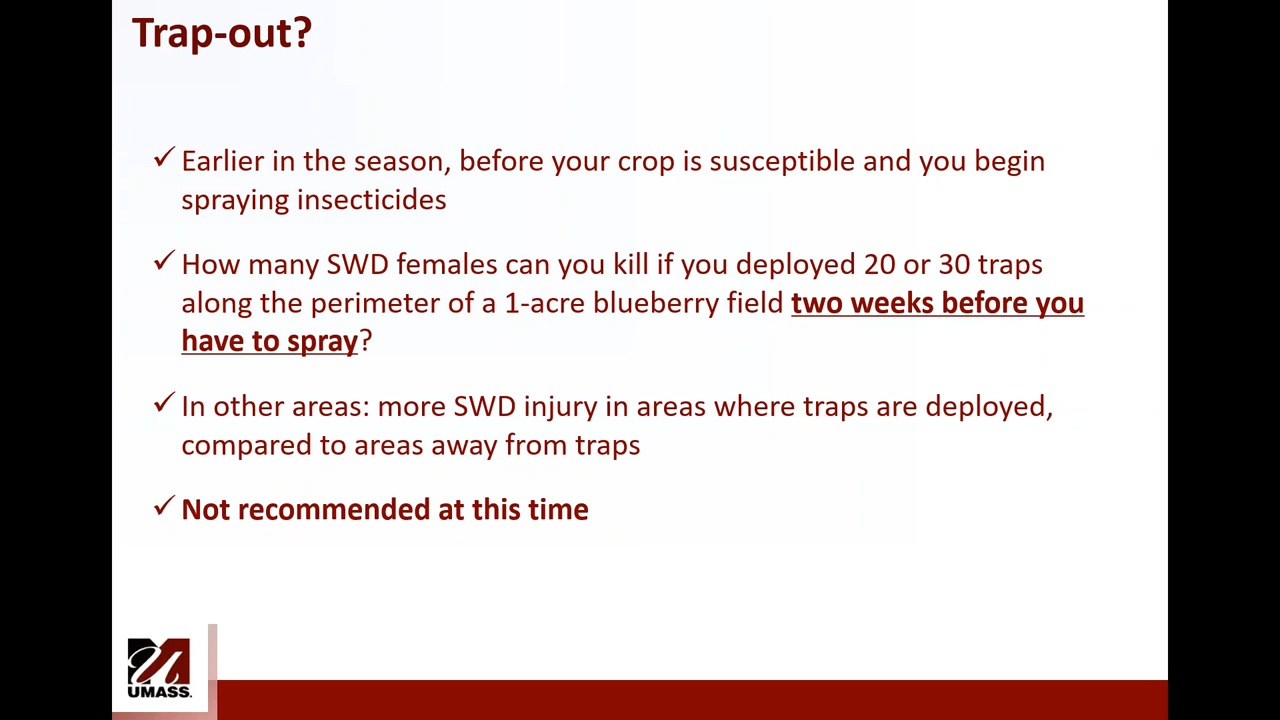 Trap-out?
✓ Earlier in the season, before your crop is susceptible and you begin
spraying insecticides
✓ How many SWD females can you kill if you deployed 20 or 30 traps
along the perimeter of a 1-acre blueberry field two weeks before you
have to spray?
✓ In other areas: more SWD injury in areas where traps are deployed,
compared to areas away from traps
✓ Not recommended at this time
UMASS.